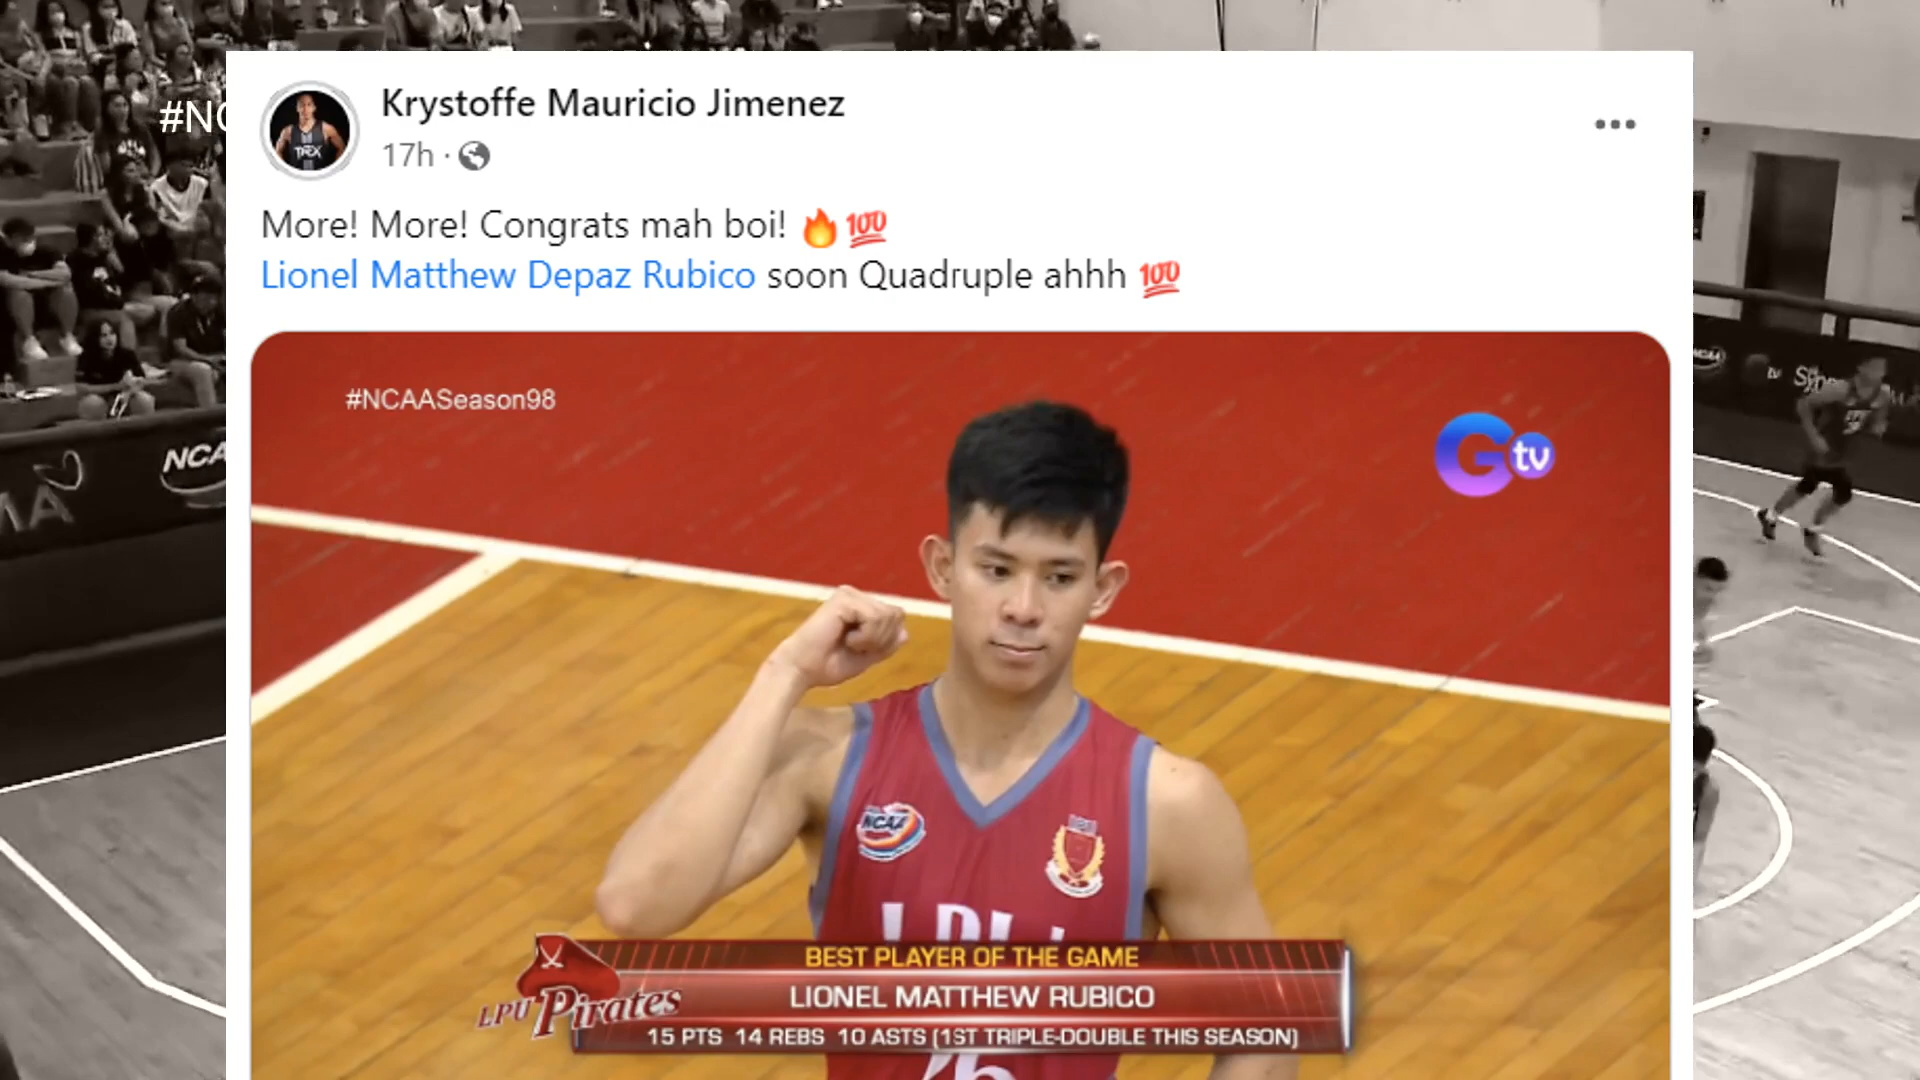 #NC
Krystoffe Mauricio Jimenez
17h ·
More! More! Congrats mah boi! 🔥💯
Lionel Matthew Depaz Rubico soon Quadruple ahhh 💯
#NCAASeason98
G tv
TREX
NCAA
NCAA
LPU Pirates
BEST PLAYER OF THE GAME
LIONEL MATTHEW RUBICO
15 PTS 14 REBS 10 ASTS (1ST TRIPLE-DOUBLE THIS SEASON)